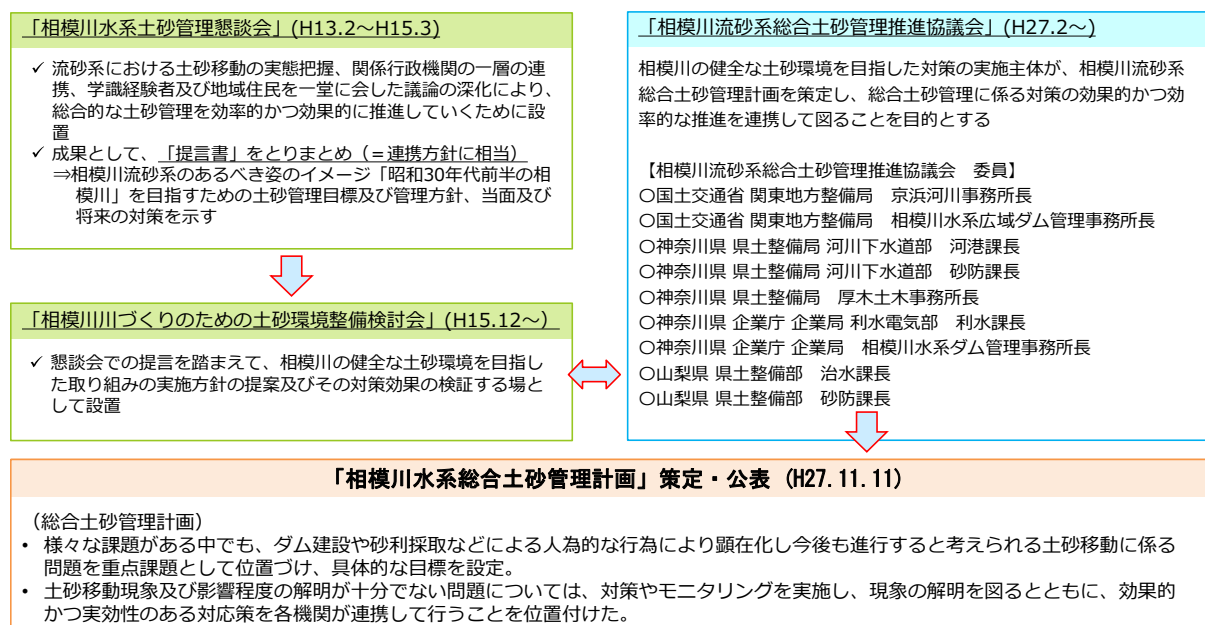 「相模川水系土砂管理懇談会」(H13.2～H15.3)
✓ 流砂系における土砂移動の実態把握、関係行政機関の一層の連
携、学識経験者及び地域住民を一堂に会した議論の深化により、
総合的な土砂管理を効率的かつ効果的に推進していくために設
置
✓ 成果として、「提言書」をとりまとめ（＝連携方針に相当）
⇒相模川流砂系のあるべき姿のイメージ「昭和30年代前半の相
模川」を目指すための土砂管理目標及び管理方針、当面及び
将来の対策を示す
「相模川川づくりのための土砂環境整備検討会」(H15.12～)
✓ 懇談会での提言を踏まえて、相模川の健全な土砂環境を目指し
た取り組みの実施方針の提案及びその対策効果の検証する場と
して設置
「相模川流砂系総合土砂管理推進協議会」(H27.2～)
相模川の健全な土砂環境を目指した対策の実施主体が、相模川流砂系
総合土砂管理計画を策定し、総合土砂管理に係る対策の効果的かつ効
率的な推進を連携して図ることを目的とする
【相模川流砂系総合土砂管理推進協議会　委員】
○国土交通省 関東地方整備局　京浜河川事務所長
○国土交通省 関東地方整備局　相模川水系広域ダム管理事務所長
○神奈川県 県土整備局 河川下水道部　河港課長
○神奈川県 県土整備局 河川下水道部　砂防課長
○神奈川県 県土整備局　厚木土木事務所長
○神奈川県 企業庁 企業局 利水電気部　利水課長
○神奈川県 企業庁 企業局　相模川水系ダム管理事務所長
○山梨県 県土整備部　治水課長
○山梨県 県土整備部　砂防課長
「相模川水系総合土砂管理計画」策定・公表（H27.11.11）
（総合土砂管理計画）
• 様々な課題がある中でも、ダム建設や砂利採取などによる人為的な行為により顕在化し今後も進行すると考えられる土砂移動に係る
問題を重点課題として位置づけ、具体的な目標を設定。
• 土砂移動現象及び影響程度の解明が十分でない問題については、対策やモニタリングを実施し、現象の解明を図るとともに、効果的
かつ実効性のある対応策を各機関が連携して行うことを位置付けた。